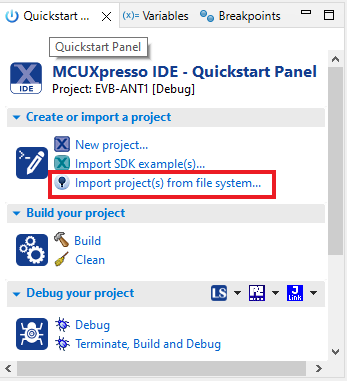 Quickstart ...
(x)= Variables
Breakpoints
Quickstart Panel
MCUXpresso IDE - Quickstart Panel
IDE
Project: EVB-ANT1 [Debug]
Create or import a project
New project...
Import SDK example(s)...
Import project(s) from file system...
Build your project
Build
Clean
Debug your project
LS
Link
Debug
Terminate, Build and Debug